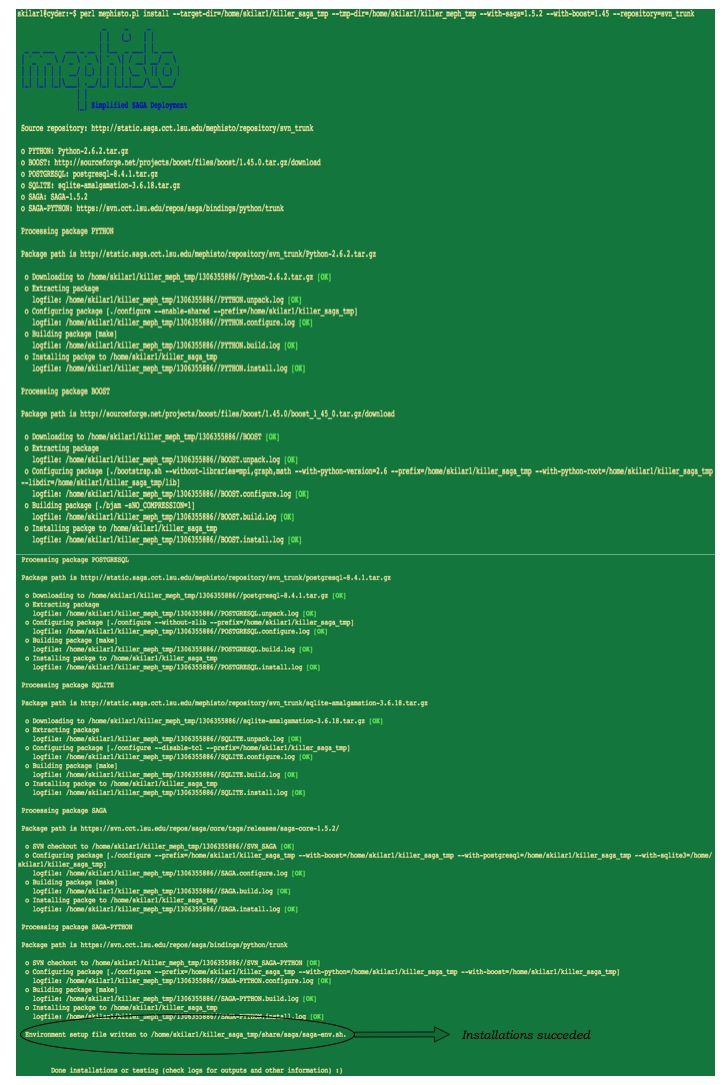 skilar1@cyder:~$ perl mephisto.pl install --target-dir=/home/skilar1/killer_saga_tmp --tmp-dir=/home/skilar1/killer_meph_tmp --with-saga=1.5.2 --with-boost=1.45 --repository=svn_trunk
mephisto
Simplified SAGA Deployment
Source repository: http://static.saga.cct.lsu.edu/mephisto/repository/svn_trunk
o PYTHON: Python-2.6.2.tar.gz
o BOOST: http://sourceforge.net/projects/boost/files/boost/1.45.0.tar.gz/download
o POSTGRESQL: postgresql-8.4.1.tar.gz
o SQLITE: sqlite-amalgamation-3.6.18.tar.gz
o SAGA: SAGA-1.5.2
o SAGA-PYTHON: https://svn.cct.lsu.edu/repos/saga/bindings/python/trunk
Processing package PYTHON
Package path is http://static.saga.cct.lsu.edu/mephisto/repository/svn_trunk/Python-2.6.2.tar.gz
o Downloading to /home/skilar1/killer_meph_tmp/1306355886//Python-2.6.2.tar.gz [OK]
o Extracting package
logfile: /home/skilar1/killer_meph_tmp/1306355886//PYTHON.unpack.log [OK]
o Configuring package [./configure --enable-shared --prefix=/home/skilar1/killer_saga_tmp]
logfile: /home/skilar1/killer_meph_tmp/1306355886//PYTHON.configure.log [OK]
o Building package [make]
logfile: /home/skilar1/killer_meph_tmp/1306355886//PYTHON.build.log [OK]
o Installing packge to /home/skilar1/killer_saga_tmp
logfile: /home/skilar1/killer_meph_tmp/1306355886//PYTHON.install.log [OK]
Processing package BOOST
Package path is http://sourceforge.net/projects/boost/files/boost/1.45.0/boost_1_45_0.tar.gz/download
o Downloading to /home/skilar1/killer_meph_tmp/1306355886//BOOST [OK]
o Extracting package
logfile: /home/skilar1/killer_meph_tmp/1306355886//BOOST.unpack.log [OK]
o Configuring package [./bootstrap.sh --without-libraries=mpi,graph,math --with-python-version=2.6 --prefix=/home/skilar1/killer_saga_tmp --with-python-root=/home/skilar1/killer_saga_tmp
--libdir=/home/skilar1/killer_saga_tmp/lib]
logfile: /home/skilar1/killer_meph_tmp/1306355886//BOOST.configure.log [OK]
o Building package [./bjam -sNO_COMPRESSION=1]
logfile: /home/skilar1/killer_meph_tmp/1306355886//BOOST.build.log [OK]
o Installing packge to /home/skilar1/killer_saga_tmp
logfile: /home/skilar1/killer_meph_tmp/1306355886//BOOST.install.log [OK]
Processing package POSTGRESQL
Package path is http://static.saga.cct.lsu.edu/mephisto/repository/svn_trunk/postgresql-8.4.1.tar.gz
o Downloading to /home/skilar1/killer_meph_tmp/1306355886//postgresql-8.4.1.tar.gz [OK]
o Extracting package
logfile: /home/skilar1/killer_meph_tmp/1306355886//POSTGRESQL.unpack.log [OK]
o Configuring package [./configure --without-zlib --prefix=/home/skilar1/killer_saga_tmp]
logfile: /home/skilar1/killer_meph_tmp/1306355886//POSTGRESQL.configure.log [OK]
o Building package [make]
logfile: /home/skilar1/killer_meph_tmp/1306355886//POSTGRESQL.build.log [OK]
o Installing packge to /home/skilar1/killer_saga_tmp
logfile: /home/skilar1/killer_meph_tmp/1306355886//POSTGRESQL.install.log [OK]
Processing package SQLITE
Package path is http://static.saga.cct.lsu.edu/mephisto/repository/svn_trunk/sqlite-amalgamation-3.6.18.tar.gz
o Downloading to /home/skilar1/killer_meph_tmp/1306355886//sqlite-amalgamation-3.6.18.tar.gz [OK]
o Extracting package
logfile: /home/skilar1/killer_meph_tmp/1306355886//SQLITE.unpack.log [OK]
o Configuring package [./configure --disable-tcl --prefix=/home/skilar1/killer_saga_tmp]
logfile: /home/skilar1/killer_meph_tmp/1306355886//SQLITE.configure.log [OK]
o Building package [make]
logfile: /home/skilar1/killer_meph_tmp/1306355886//SQLITE.build.log [OK]
o Installing packge to /home/skilar1/killer_saga_tmp
logfile: /home/skilar1/killer_meph_tmp/1306355886//SQLITE.install.log [OK]
Processing package SAGA
Package path is https://svn.cct.lsu.edu/repos/saga/core/tags/releases/saga-core-1.5.2/
o SVN checkout to /home/skilar1/killer_meph_tmp/1306355886//SVN_SAGA [OK]
o Configuring package [./configure --prefix=/home/skilar1/killer_saga_tmp --with-boost=/home/skilar1/killer_saga_tmp --with-postgresql=/home/skilar1/killer_saga_tmp --with-sqlite3=/home/
skilar1/killer_saga_tmp]
logfile: /home/skilar1/killer_meph_tmp/1306355886//SAGA.configure.log [OK]
o Building package [make]
logfile: /home/skilar1/killer_meph_tmp/1306355886//SAGA.build.log [OK]
o Installing packge to /home/skilar1/killer_saga_tmp
logfile: /home/skilar1/killer_meph_tmp/1306355886//SAGA.install.log [OK]
Processing package SAGA-PYTHON
Package path is https://svn.cct.lsu.edu/repos/saga/bindings/python/trunk
o SVN checkout to /home/skilar1/killer_meph_tmp/1306355886//SVN_SAGA-PYTHON [OK]
o Configuring package [./configure --prefix=/home/skilar1/killer_saga_tmp --with-python=/home/skilar1/killer_saga_tmp --with-boost=/home/skilar1/killer_saga_tmp]
logfile: /home/skilar1/killer_meph_tmp/1306355886//SAGA-PYTHON.configure.log [OK]
o Building package [make]
logfile: /home/skilar1/killer_meph_tmp/1306355886//SAGA-PYTHON.build.log [OK]
o Installing packge to /home/skilar1/killer_saga_tmp
logfile: /home/skilar1/killer_meph_tmp/1306355886//SAGA-PYTHON.install.log [OK]
Environment setup file written to /home/skilar1/killer_saga_tmp/share/saga/saga-env.sh.
Installations succeded
Done installations or testing (check logs for outputs and other information) :)